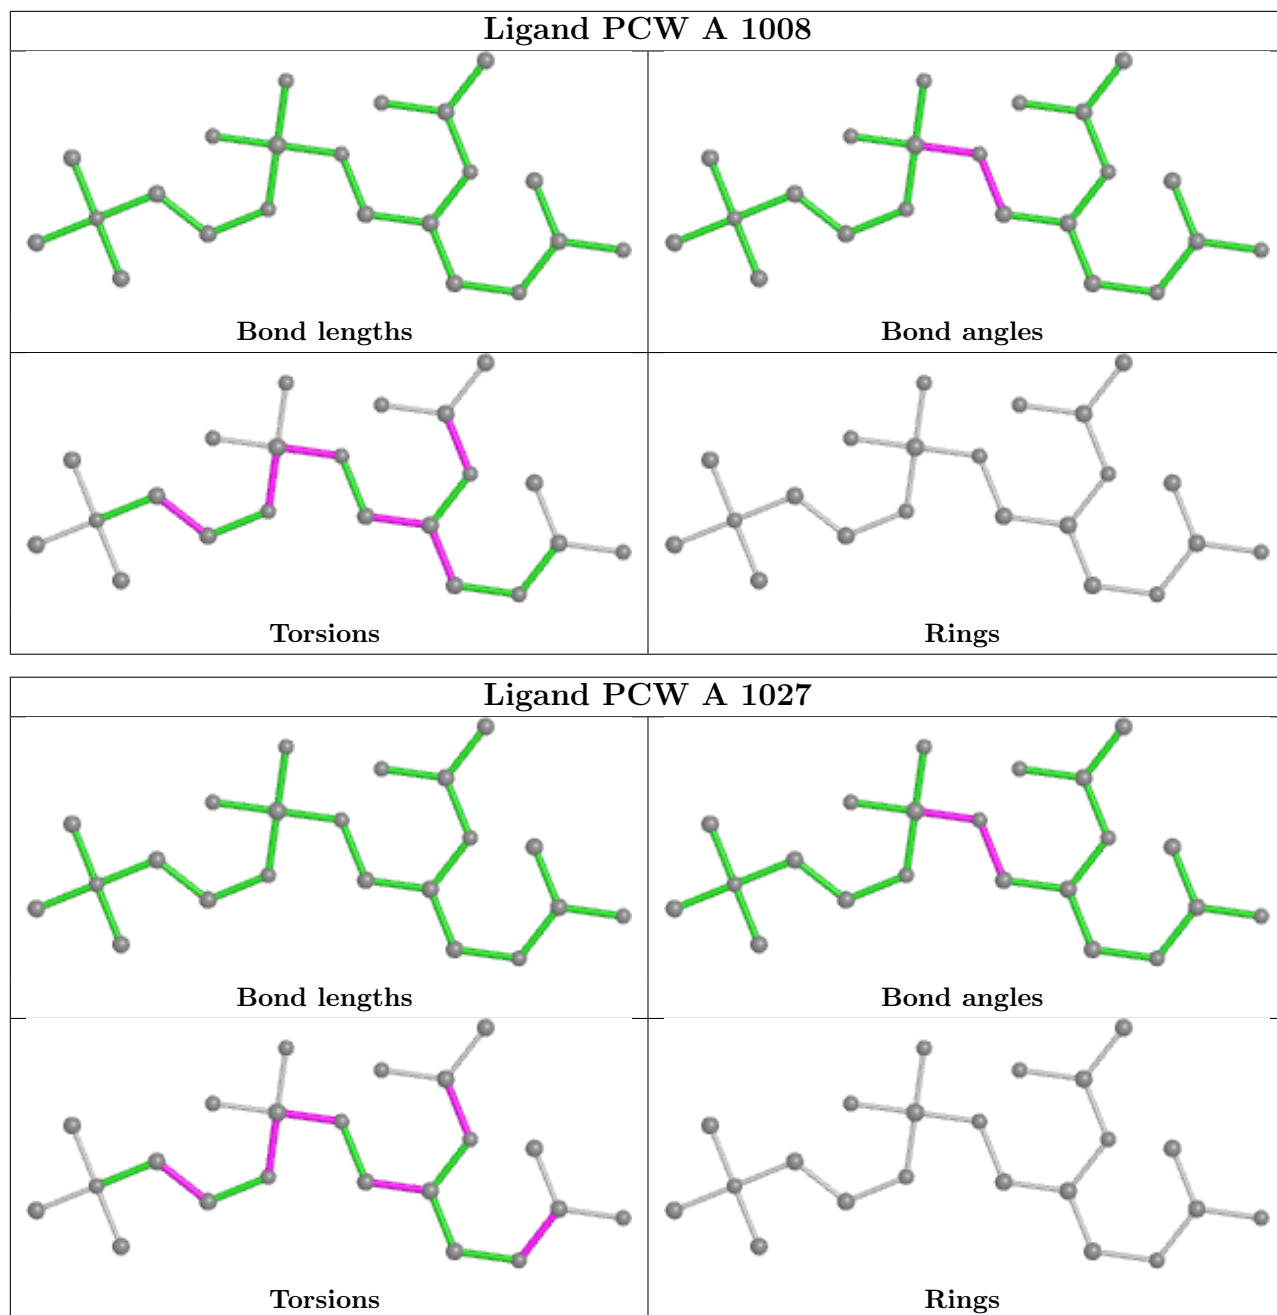 Ligand PCW A 1008
Bond lengths
Bond angles
Torsions
Rings
Ligand PCW A 1027
Bond lengths
Bond angles
Torsions
Rings